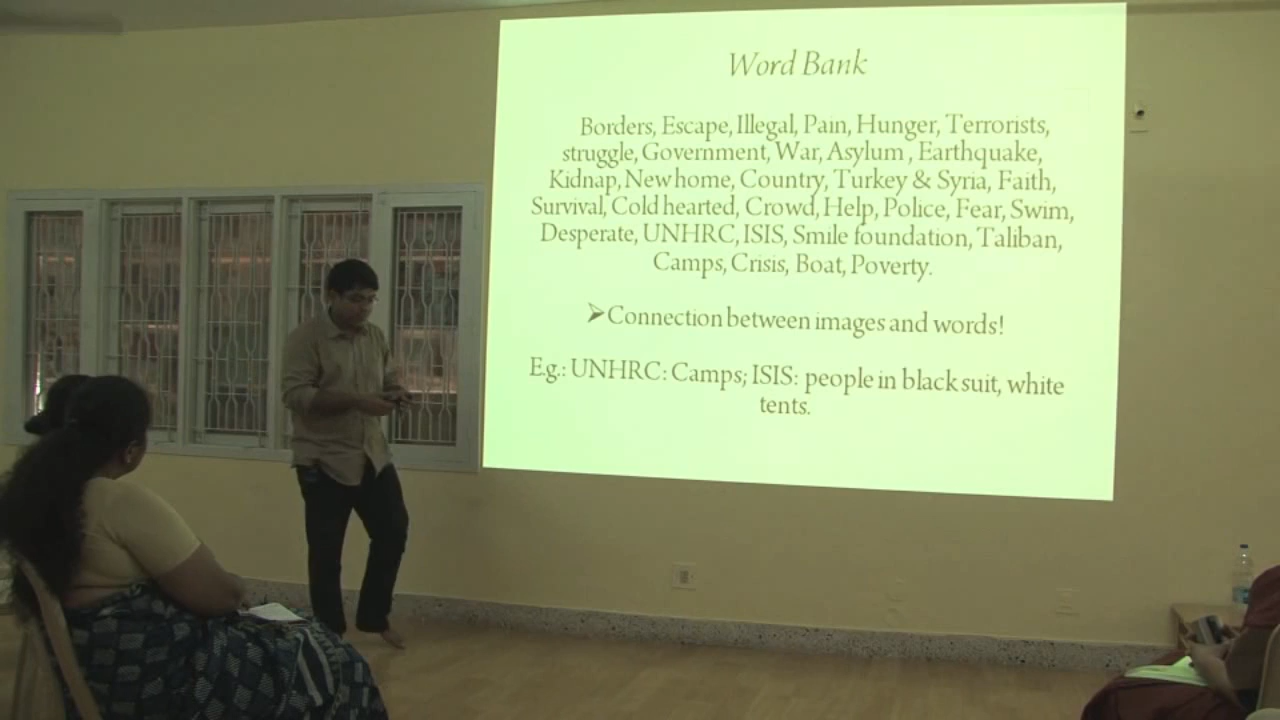 Word Bank
Borders, Escape, Illegal, Pain, Hunger, Terrorists,
struggle, Government, War, Asylum , Earthquake,
Kidnap, New home, Country, Turkey & Syria, Faith,
Survival, Cold hearted, Crowd, Help, Police, Fear, Swim,
Desperate, UNHRC, ISIS, Smile foundation, Taliban,
Camps, Crisis, Boat, Poverty.
➢Connection between images and words!
E.g.: UNHRC: Camps; ISIS: people in black suit, white
tents.